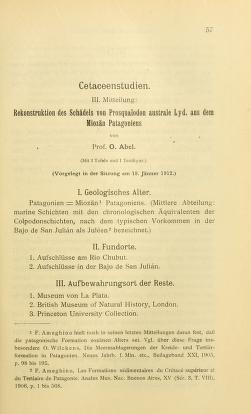 57
Cetaceenstudien.
III. Mitteilung:
Rekonstruktion des Schädels von Prosqualodon australe Lyd. aus dem
Miozän Patagoniens
von
Prof. O. Abel.
(Mit 3 Tafeln und 1 Textfigur.)
(Vorgelegt in der Sitzung am 18. Jänner 1912.)
I. Geologisches Alter.
Patagonien = Miozän¹ Patagoniens. (Mittlere Abteilung:
marine Schichten mit den chronologischen Äquivalenten der
Colpodonschichten, nach dem typischen Vorkommen in der
Bajo de San Julián als Juléen² bezeichnet.)
II. Fundorte.
1. Aufschlüsse am Rio Chubut.
2. Aufschlüsse in der Bajo de San Julián.
III. Aufbewahrungsort der Reste.
1. Museum von La Plata.
2. British Museum of Natural History, London.
3. Princeton University Collection.
¹ F. Ameghino hielt noch in seinen letzten Mitteilungen daran fest, daß
die patagonische Formation eozänen Alters sei. Vgl. über diese Frage ins-
besondere O. Wilckens, Die Meeresablagerungen der Kreide- und Tertiär-
formation in Patagonien. Neues Jahrb. f. Min. etc., Beilageband XXI, 1905,
p. 98 bis 195.
² F. Ameghino, Les Formations sédimentaires du Crétacé supérieur et
du Tertiaire de Patagonie. Anales Mus. Nac. Buenos Aires, XV (Sér. 3, T. VIII),
1906, p. 1 bis 568.